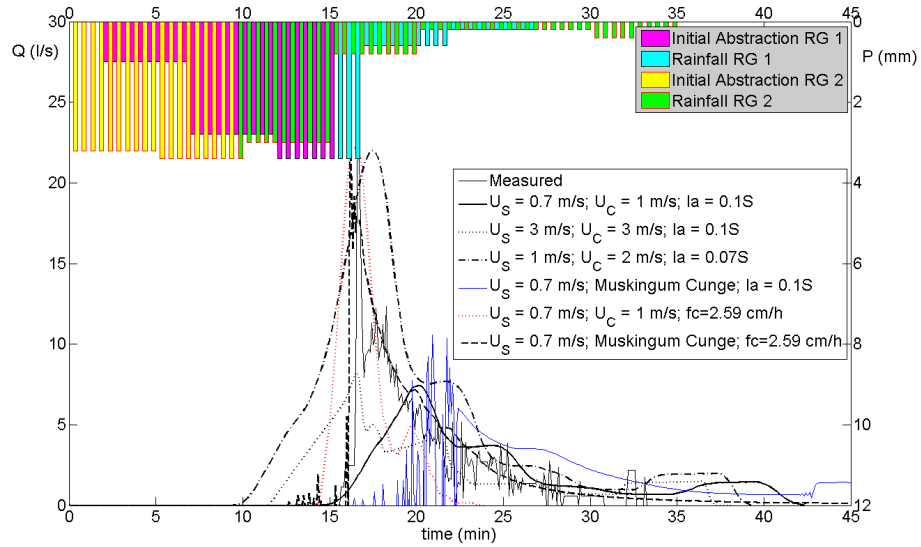 0 5 10 15 20 25 30 35 40 45
30 0
Q (l/s) P (mm)
Initial Abstraction RG 1
Rainfall RG 1
Initial Abstraction RG 2
Rainfall RG 2
25 2
20 4
Measured
U_S = 0.7 m/s; U_C = 1 m/s; Ia = 0.1S
U_S = 3 m/s; U_C = 3 m/s; Ia = 0.1S
U_S = 1 m/s; U_C = 2 m/s; Ia = 0.07S
U_S = 0.7 m/s; Muskingum Cunge; Ia = 0.1S
U_S = 0.7 m/s; U_C = 1 m/s; fc=2.59 cm/h
U_S = 0.7 m/s; Muskingum Cunge; fc=2.59 cm/h
15 6
10 8
5 10
0 12
0 5 10 15 20 25 30 35 40 45
time (min)